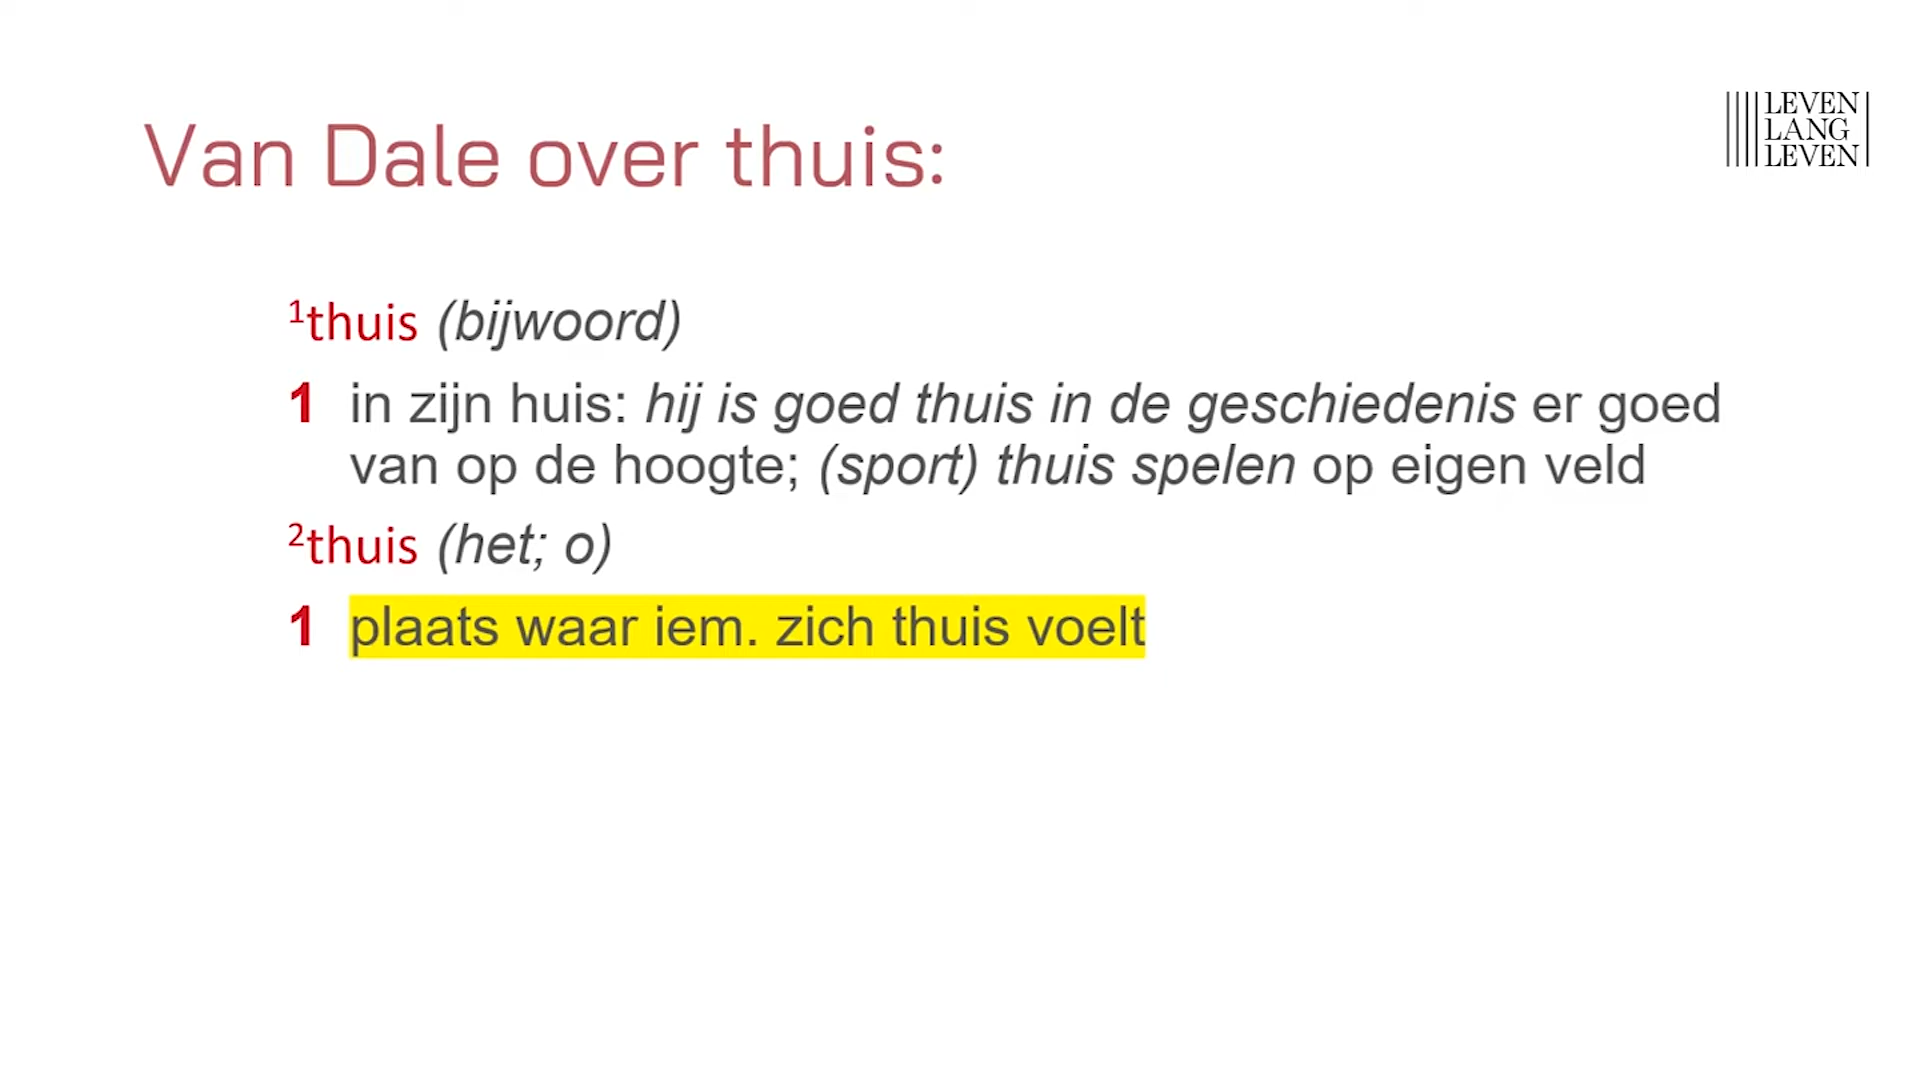 Van Dale over thuis:
LEVEN
LANG
LEVEN
¹thuis (bijwoord)
1 in zijn huis: hij is goed thuis in de geschiedenis er goed
van op de hoogte; (sport) thuis spelen op eigen veld
²thuis (het; o)
1 plaats waar iem. zich thuis voelt